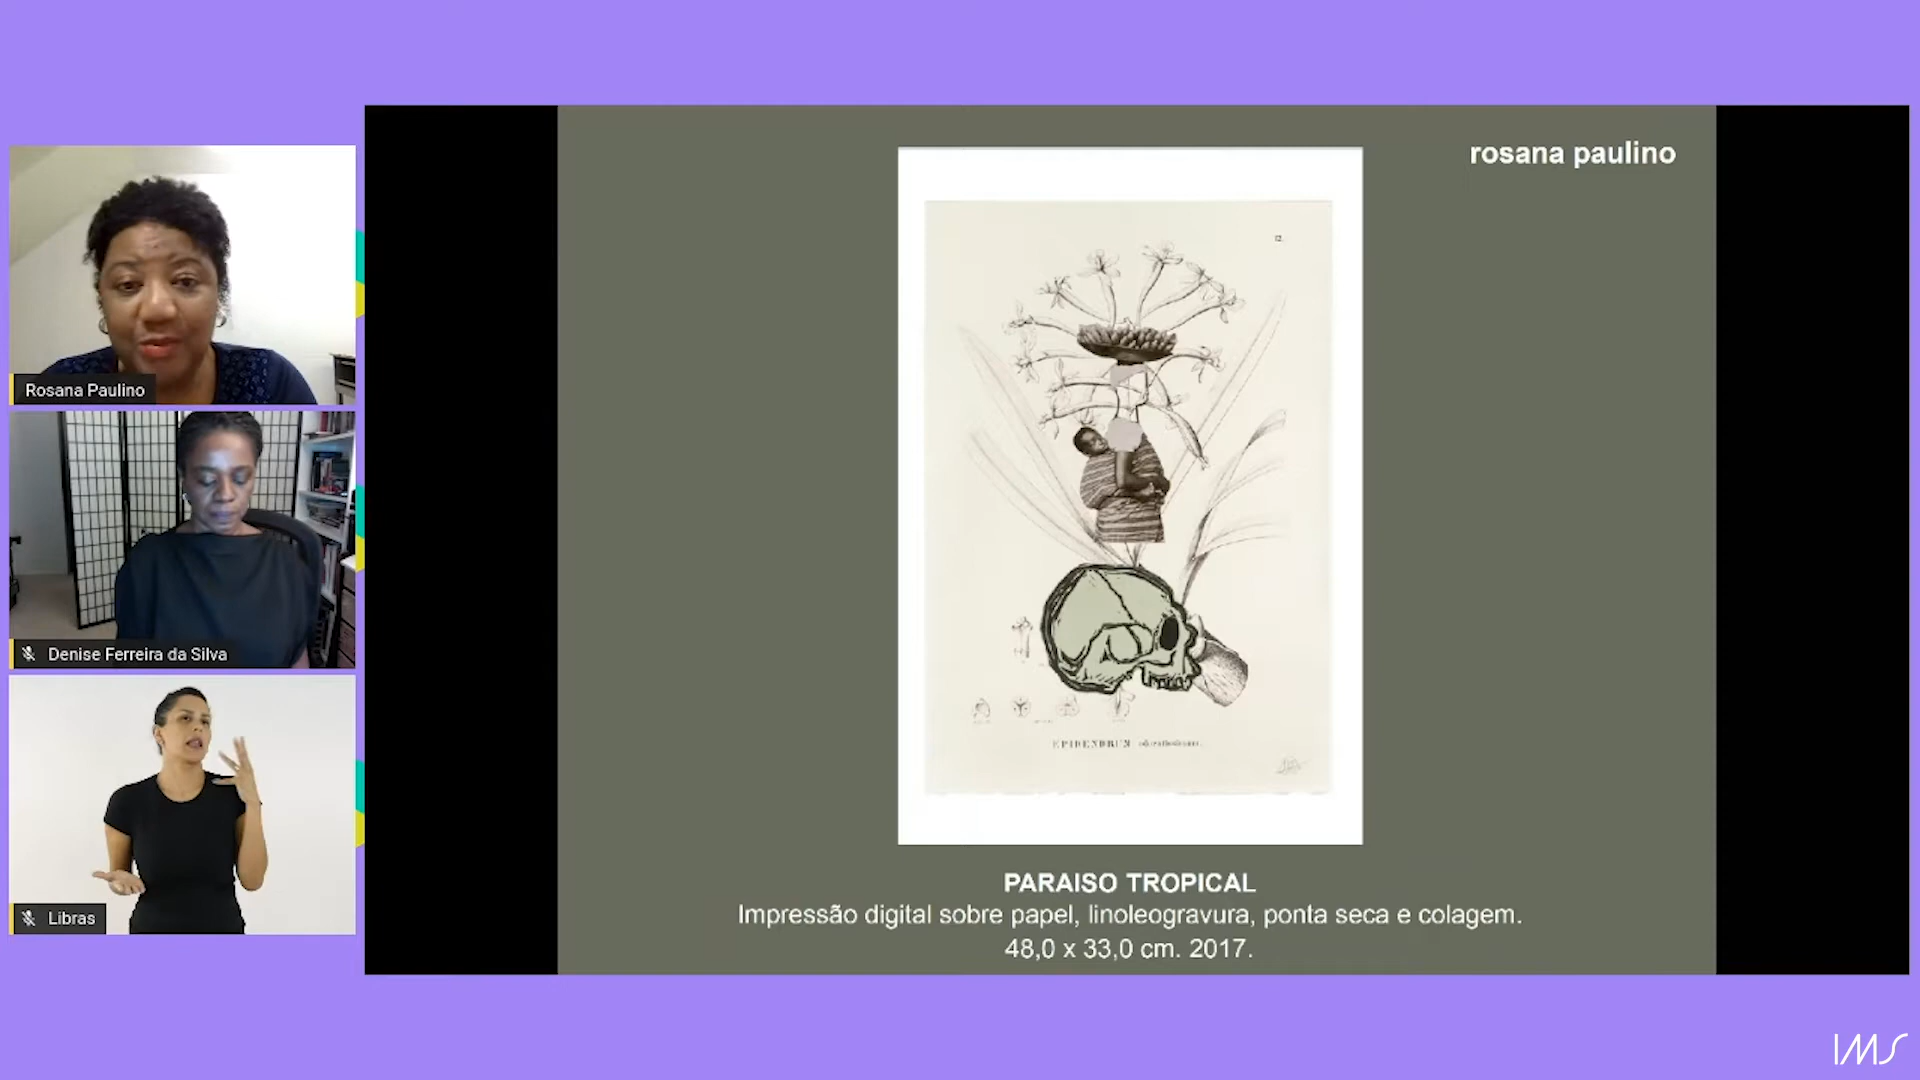 rosana paulino
12.
Rosana Paulino
Denise Ferreira da Silva
Libras
EPIDENDRUM
PARAISO TROPICAL
Impressão digital sobre papel, linoleogravura, ponta seca e colagem.
48,0 x 33,0 cm. 2017.
IMS